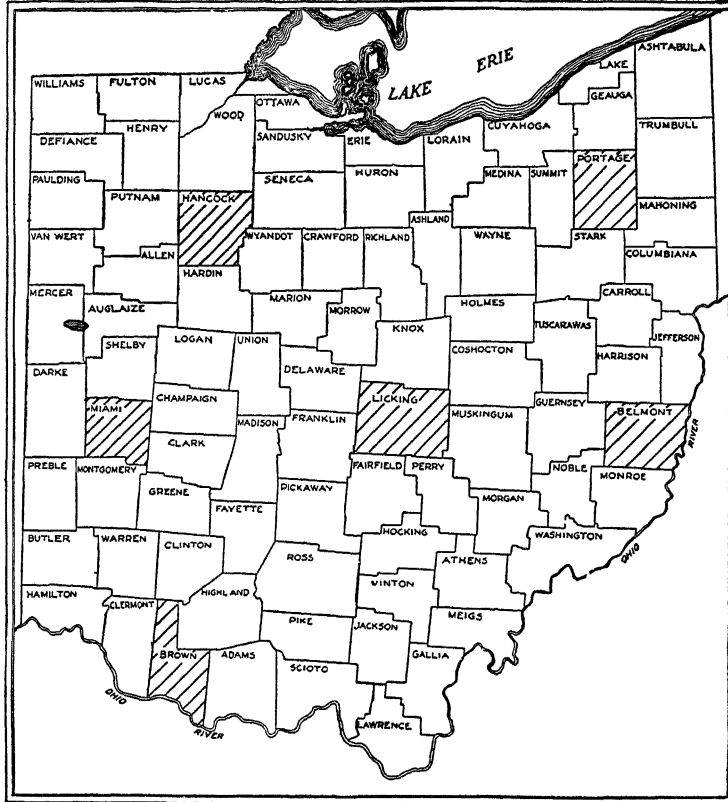 ASHTABULA
ERIE
LAKE
LAKE
WILLIAMS
FULTON
LUCAS
GEAUGA
OTTAWA
WOOD
CUYAHOGA
TRUMBULL
HENRY
SANDUSKY
ERIE
LORAIN
DEFIANCE
PORTAGE
MEDINA
SUMMIT
PAULDING
SENECA
HURON
PUTNAM
HANCOCK
MAHONING
ASHLAND
VAN WERT
WYANDOT
CRAWFORD
RICHLAND
WAYNE
STARK
ALLEN
COLUMBIANA
HARDIN
MERCER
MARION
CARROLL
AUGLAIZE
MORROW
HOLMES
KNOX
TUSCARAWAS
JEFFERSON
SHELBY
LOGAN
UNION
COSHOCTON
HARRISON
DARKE
DELAWARE
CHAMPAIGN
LICKING
GUERNSEY
MIAMI
MUSKINGUM
BELMONT
FRANKLIN
MADISON
RIVER
CLARK
PREBLE
MONTGOMERY
FAIRFIELD
PERRY
NOBLE
MONROE
GREENE
PICKAWAY
MORGAN
FAYETTE
HOCKING
WASHINGTON
BUTLER
WARREN
CLINTON
ROSS
ATHENS
OHIO
VINTON
HAMILTON
CLERMONT
HIGHLAND
PIKE
JACKSON
MEIGS
BROWN
ADAMS
SCIOTO
GALLIA
OHIO
RIVER
LAWRENCE